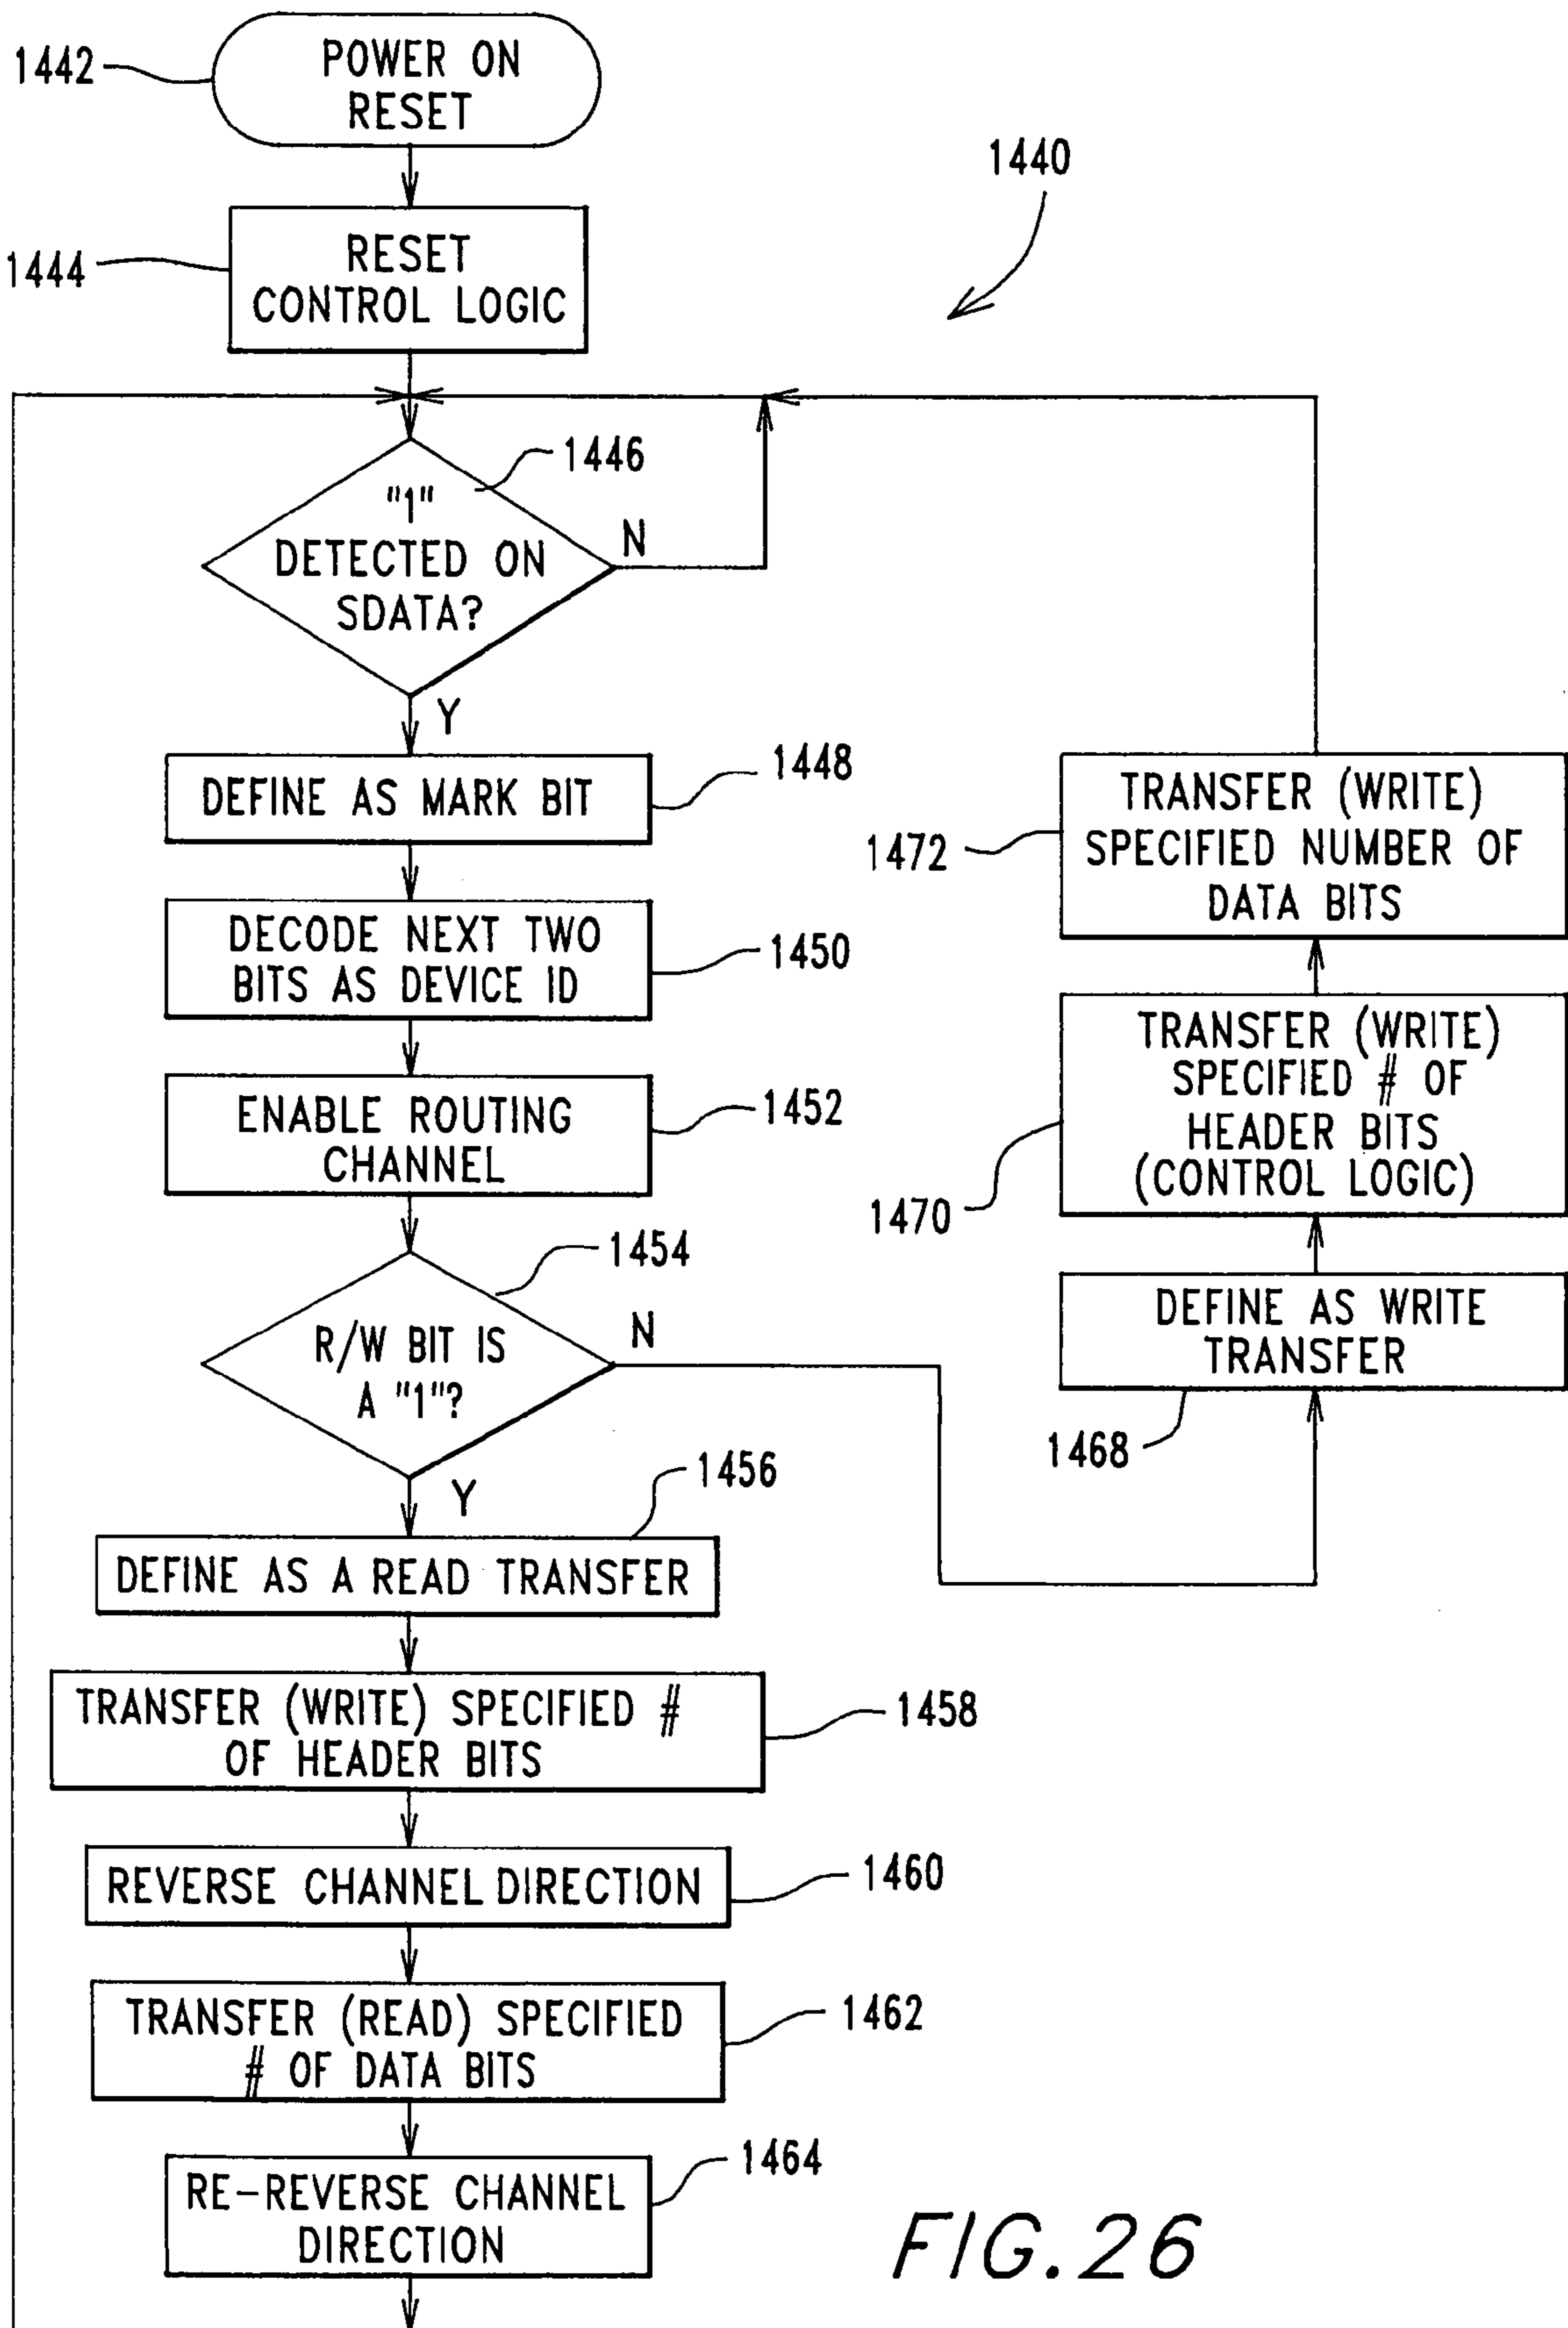 1442
POWER ON
RESET
1440
1444
RESET
CONTROL LOGIC
1446
"1"
DETECTED ON
SDATA?
N
Y
DEFINE AS MARK BIT
1448
DECODE NEXT TWO
BITS AS DEVICE ID
1450
ENABLE ROUTING
CHANNEL
1452
1454
R/W BIT IS
A "1"?
N
Y
1456
DEFINE AS A READ TRANSFER
TRANSFER (WRITE) SPECIFIED #
OF HEADER BITS
1458
REVERSE CHANNEL DIRECTION
1460
TRANSFER (READ) SPECIFIED
# OF DATA BITS
1462
RE-REVERSE CHANNEL
DIRECTION
1464
TRANSFER (WRITE)
SPECIFIED NUMBER OF
DATA BITS
1472
TRANSFER (WRITE)
SPECIFIED # OF
HEADER BITS
(CONTROL LOGIC)
1470
DEFINE AS WRITE
TRANSFER
1468
FIG.26